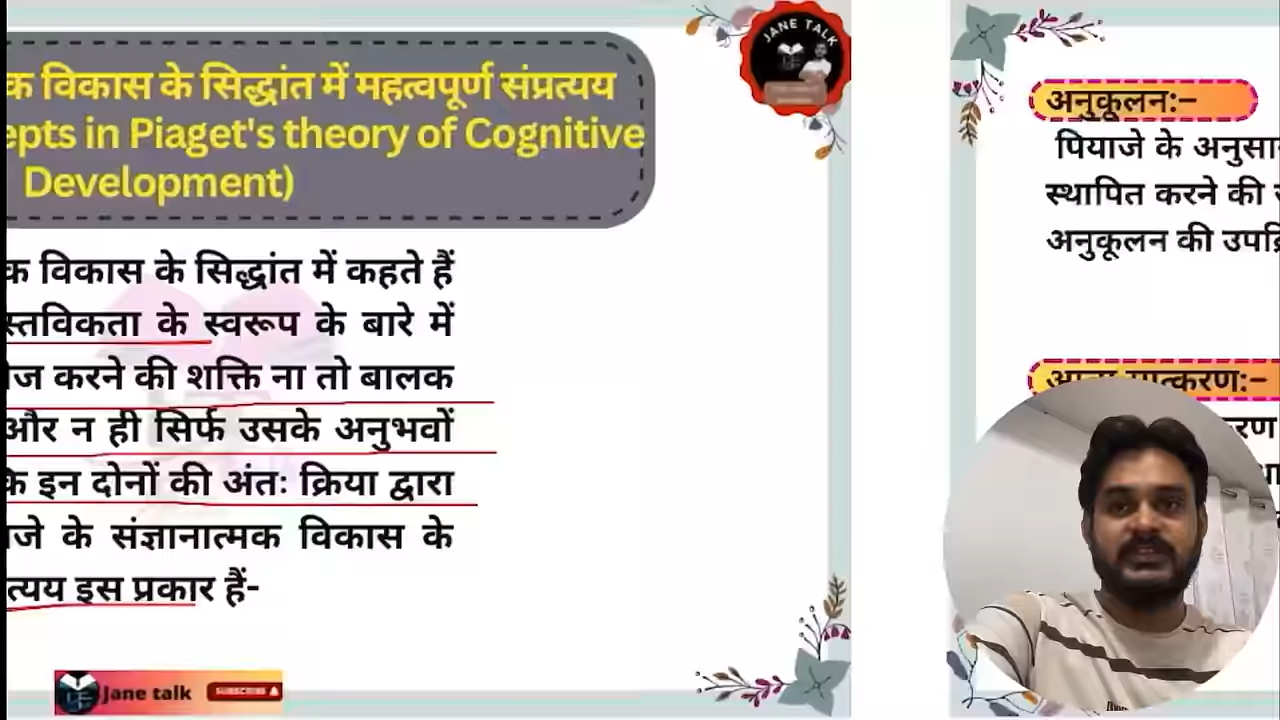 क विकास के सिद्धांत में महत्वपूर्ण संप्रत्यय
epts in Piaget's theory of Cognitive
Development)
क विकास के सिद्धांत में कहते हैं
स्तविकता के स्वरूप के बारे में
ज करने की शक्ति ना तो बालक
और न ही सिर्फ उसके अनुभवों
क इन दोनों की अंतः क्रिया द्वारा
जे के संज्ञानात्मक विकास के
त्यय इस प्रकार हैं-
Jane talk
SUBSCRIBE
JANE TALK
अनुकूलन:–
पियाजे के अनुसा
स्थापित करने की
अनुकूलन की
रण